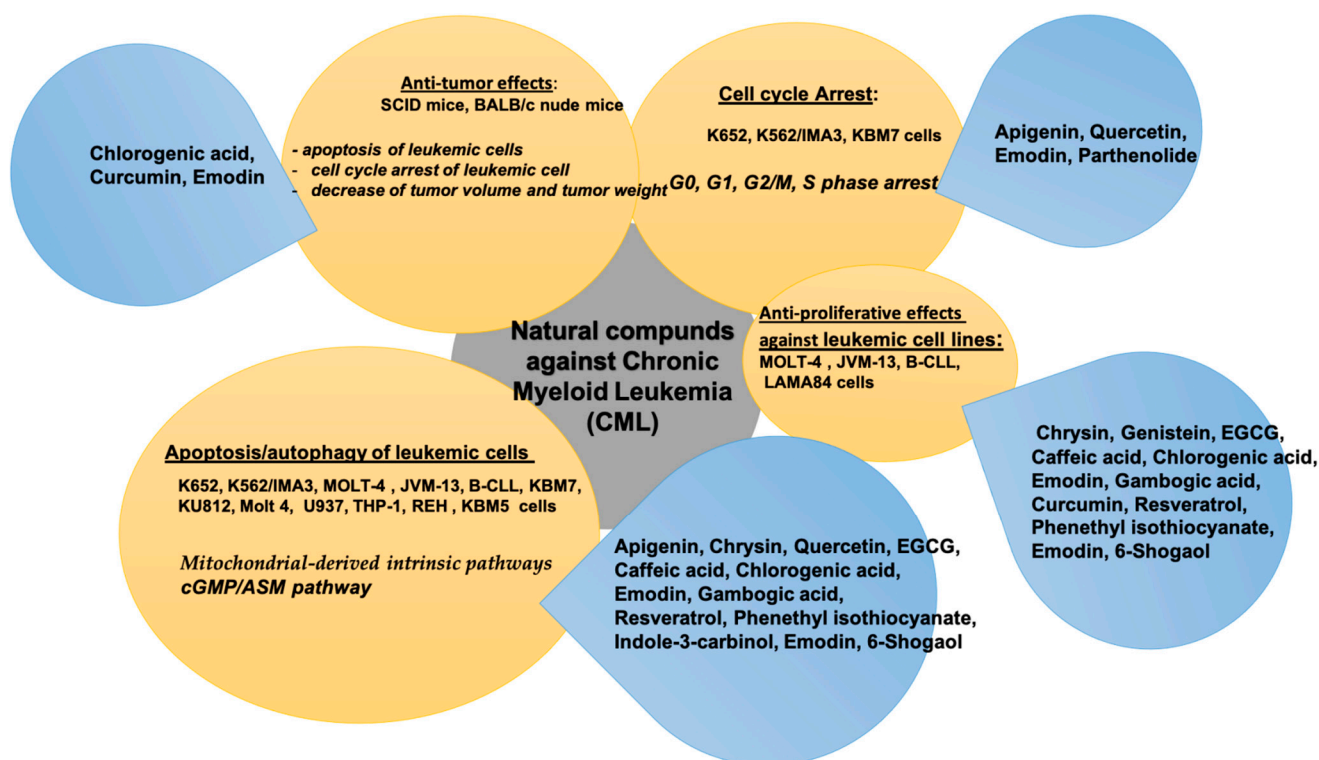 Anti-tumor effects:
SCID mice, BALB/c nude mice
- apoptosis of leukemic cells
- cell cycle arrest of leukemic cell
- decrease of tumor volume and tumor weight
Chlorogenic acid,
Curcumin, Emodin
Cell cycle Arrest:
K652, K562/IMA3, KBM7 cells
G0, G1, G2/M, S phase arrest
Apigenin, Quercetin,
Emodin, Parthenolide
Natural compunds
against Chronic
Myeloid Leukemia
(CML)
Anti-proliferative effects
against leukemic cell lines:
MOLT-4 , JVM-13, B-CLL,
LAMA84 cells
Chrysin, Genistein, EGCG,
Caffeic acid, Chlorogenic acid,
Emodin, Gambogic acid,
Curcumin, Resveratrol,
Phenethyl isothiocyanate,
Emodin, 6-Shogaol
Apoptosis/autophagy of leukemic cells
K652, K562/IMA3, MOLT-4 , JVM-13, B-CLL, KBM7,
KU812, Molt 4, U937, THP-1, REH , KBM5 cells
Mitochondrial-derived intrinsic pathways
cGMP/ASM pathway
Apigenin, Chrysin, Quercetin, EGCG,
Caffeic acid, Chlorogenic acid,
Emodin, Gambogic acid,
Resveratrol, Phenethyl isothiocyanate,
Indole-3-carbinol, Emodin, 6-Shogaol